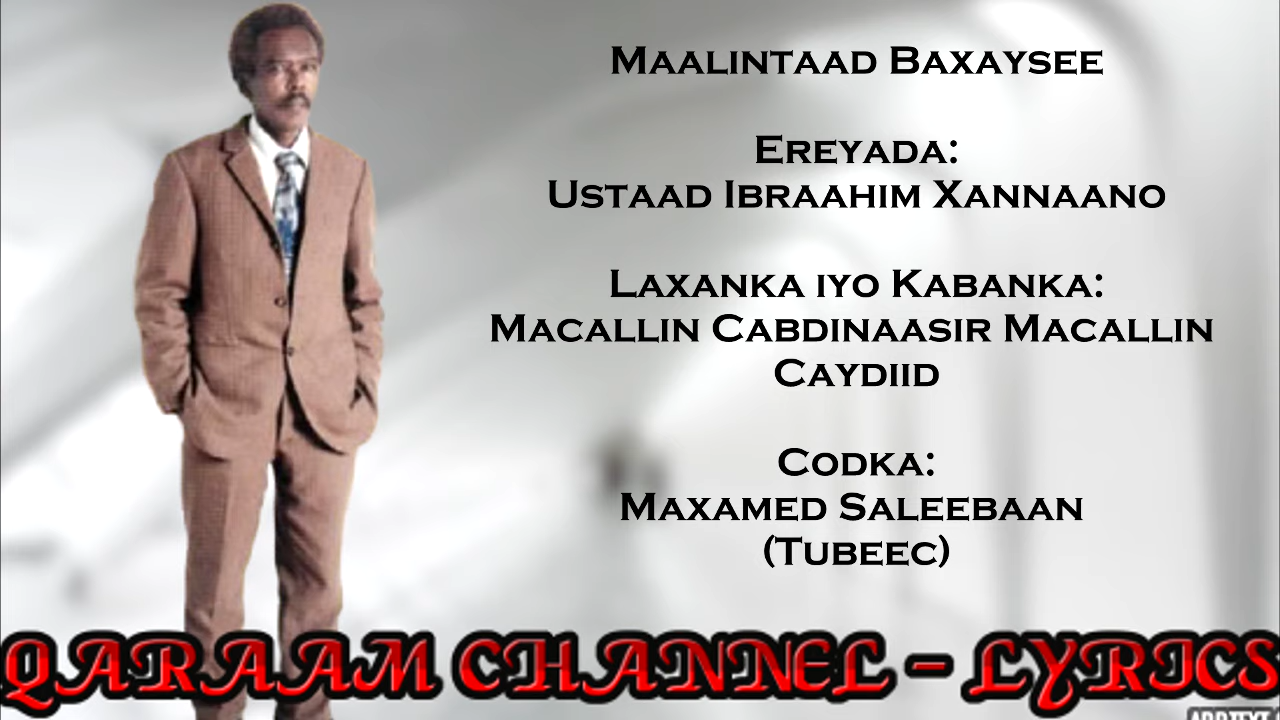 Maalintaad Baxaysee
Ereyada:
Ustaad Ibraahim Xannaano
Laxanka iyo Kabanka:
Macallin Cabdinaasir Macallin
Caydiid
Codka:
Maxamed Saleebaan
(Tubeec)
QARAAM CHANNEL – LYRICS